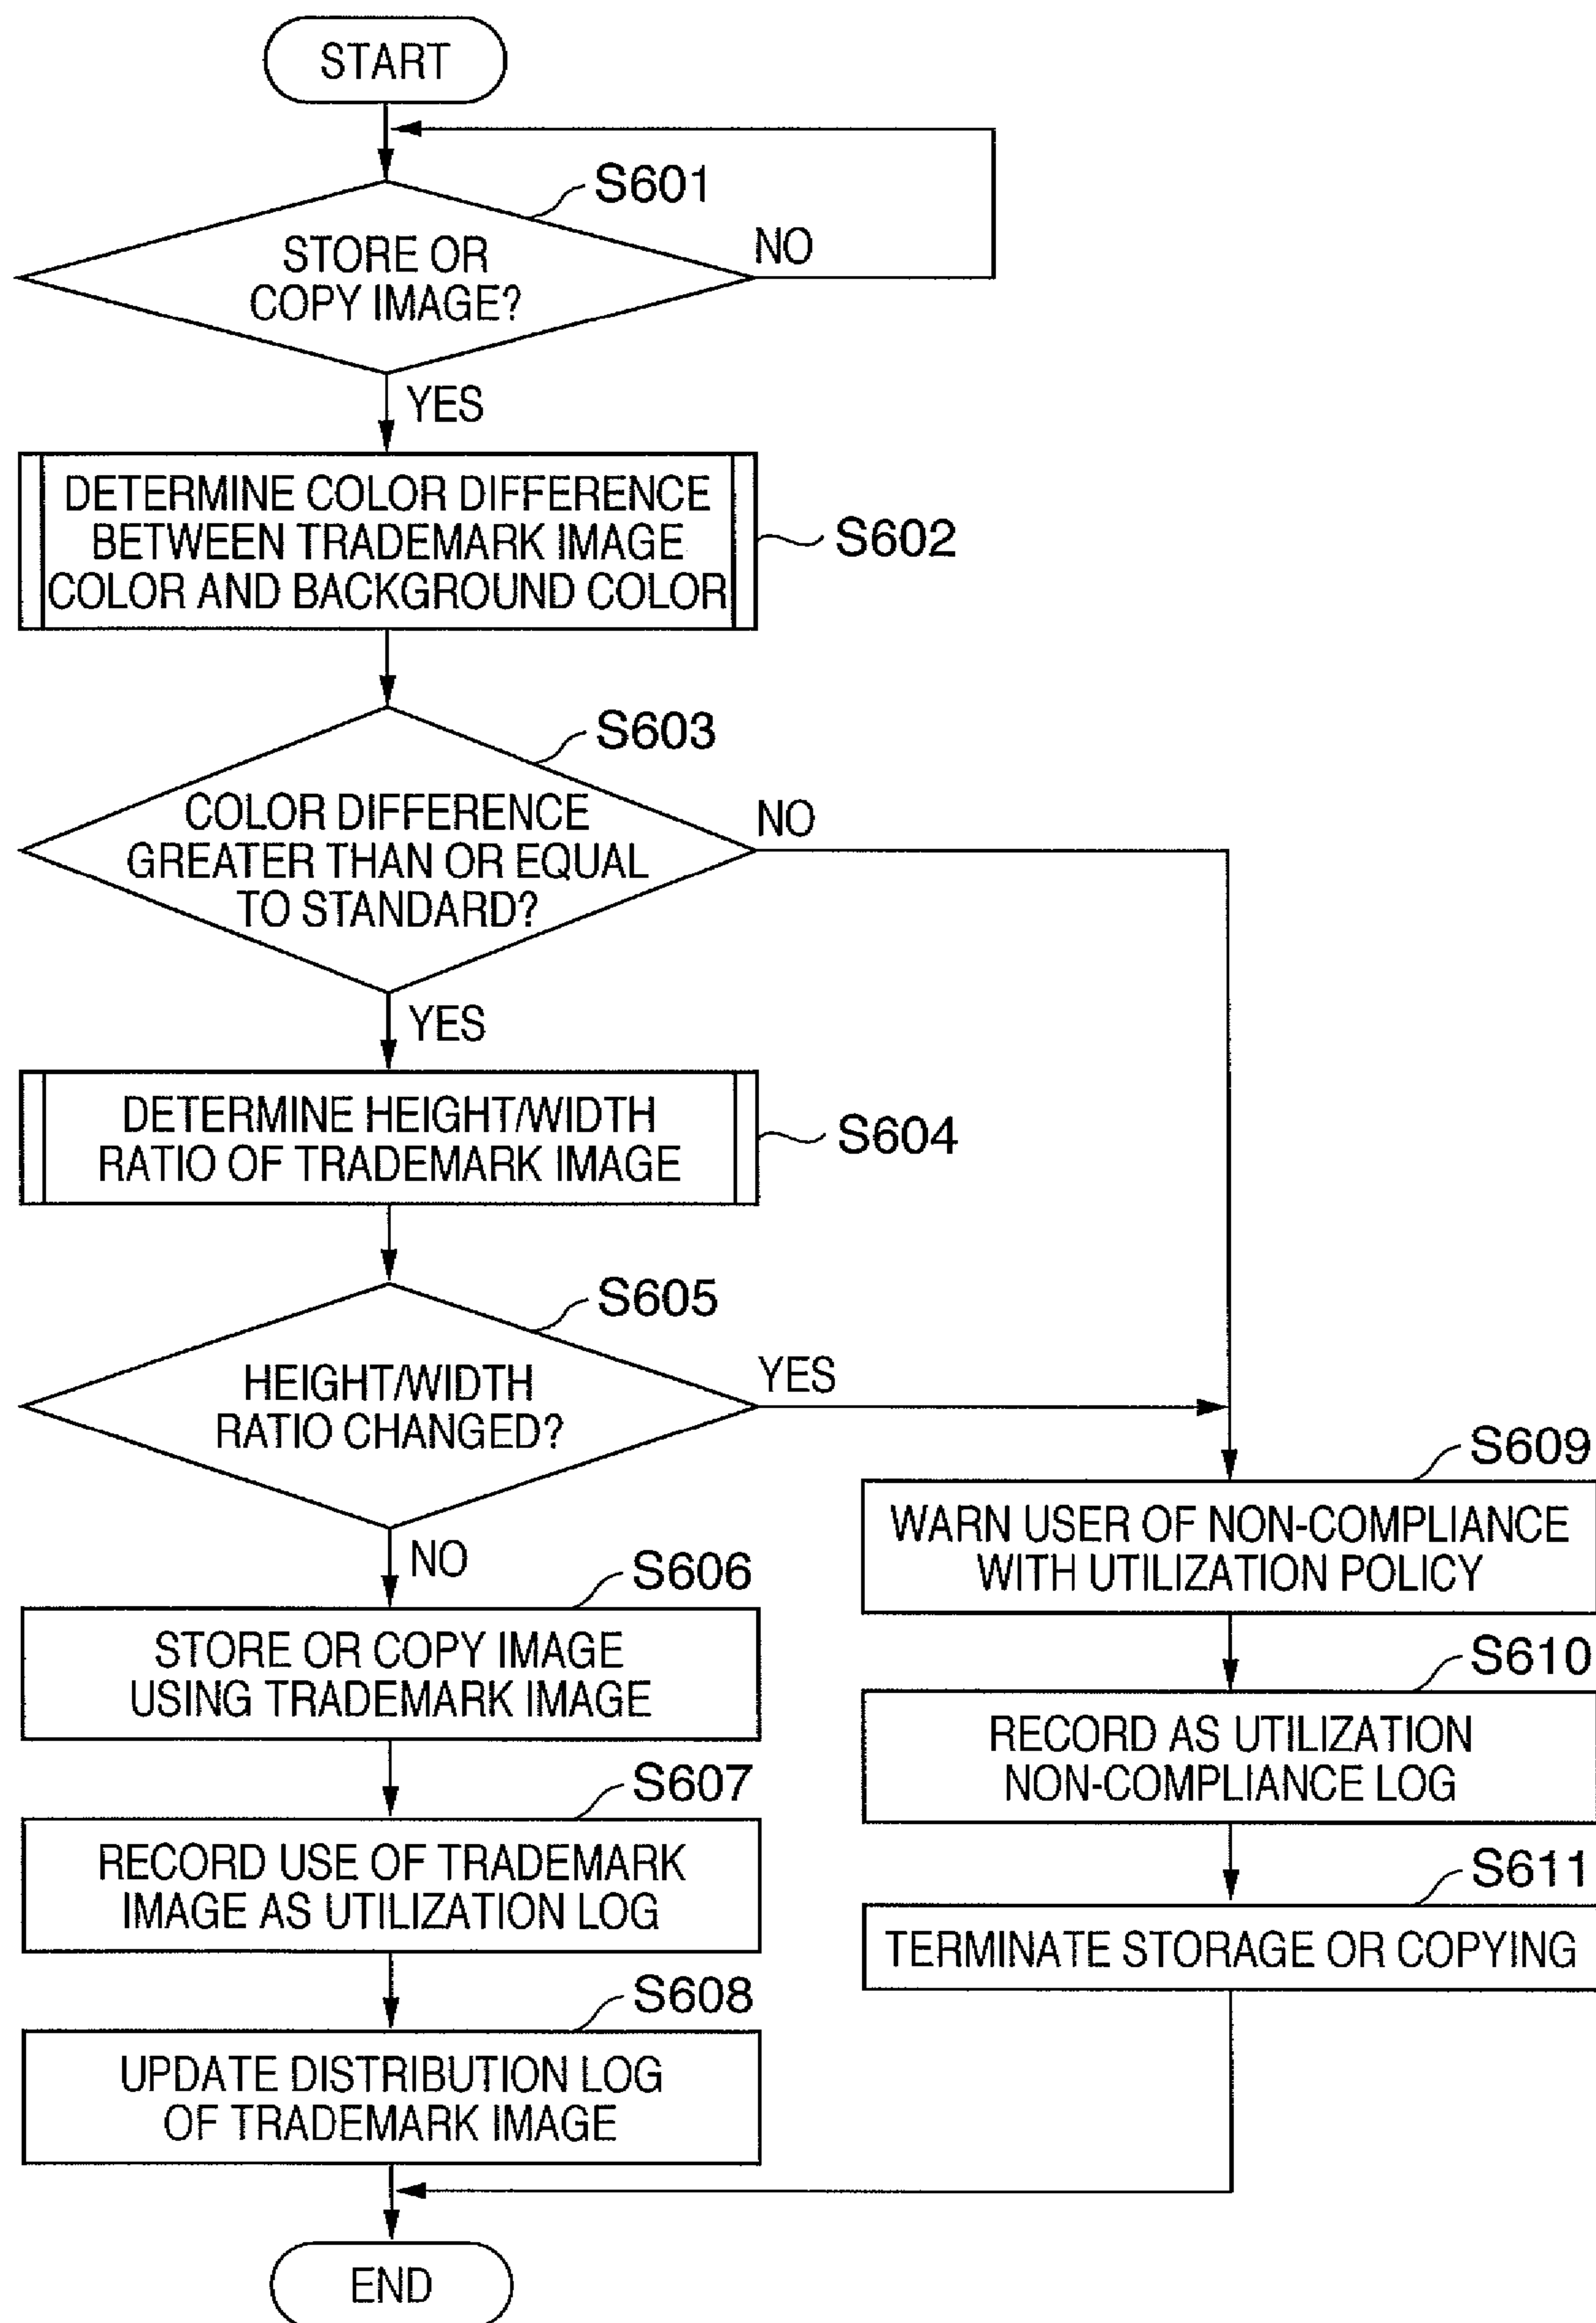 START
S601
STORE OR
COPY IMAGE?
NO
YES
DETERMINE COLOR DIFFERENCE
BETWEEN TRADEMARK IMAGE
COLOR AND BACKGROUND COLOR
S602
S603
COLOR DIFFERENCE
GREATER THAN OR EQUAL
TO STANDARD?
NO
YES
DETERMINE HEIGHT/WIDTH
RATIO OF TRADEMARK IMAGE
S604
S605
HEIGHT/WIDTH
RATIO CHANGED?
YES
NO
S606
STORE OR COPY IMAGE
USING TRADEMARK IMAGE
S607
RECORD USE OF TRADEMARK
IMAGE AS UTILIZATION LOG
S608
UPDATE DISTRIBUTION LOG
OF TRADEMARK IMAGE
S609
WARN USER OF NON-COMPLIANCE
WITH UTILIZATION POLICY
S610
RECORD AS UTILIZATION
NON-COMPLIANCE LOG
S611
TERMINATE STORAGE OR COPYING
END